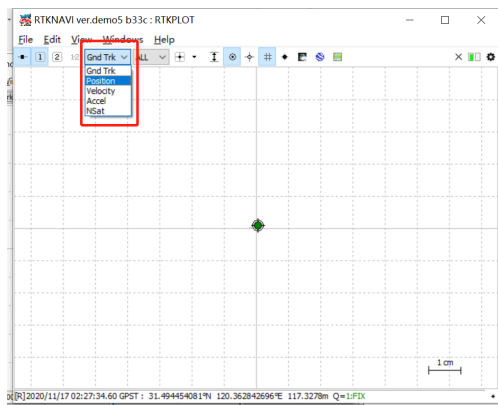 RTKNAVI ver.demo5 b33c : RTKPLOT
File Edit View Windows Help
1 2 1-2 Gnd Trk ALL
Gnd Trk
Position
Velocity
Accel
NSat
1 cm
[R]2020/11/17 02:27:34.60 GPST : 31.494454081°N 120.362842696°E 117.3278m Q=1:FIX